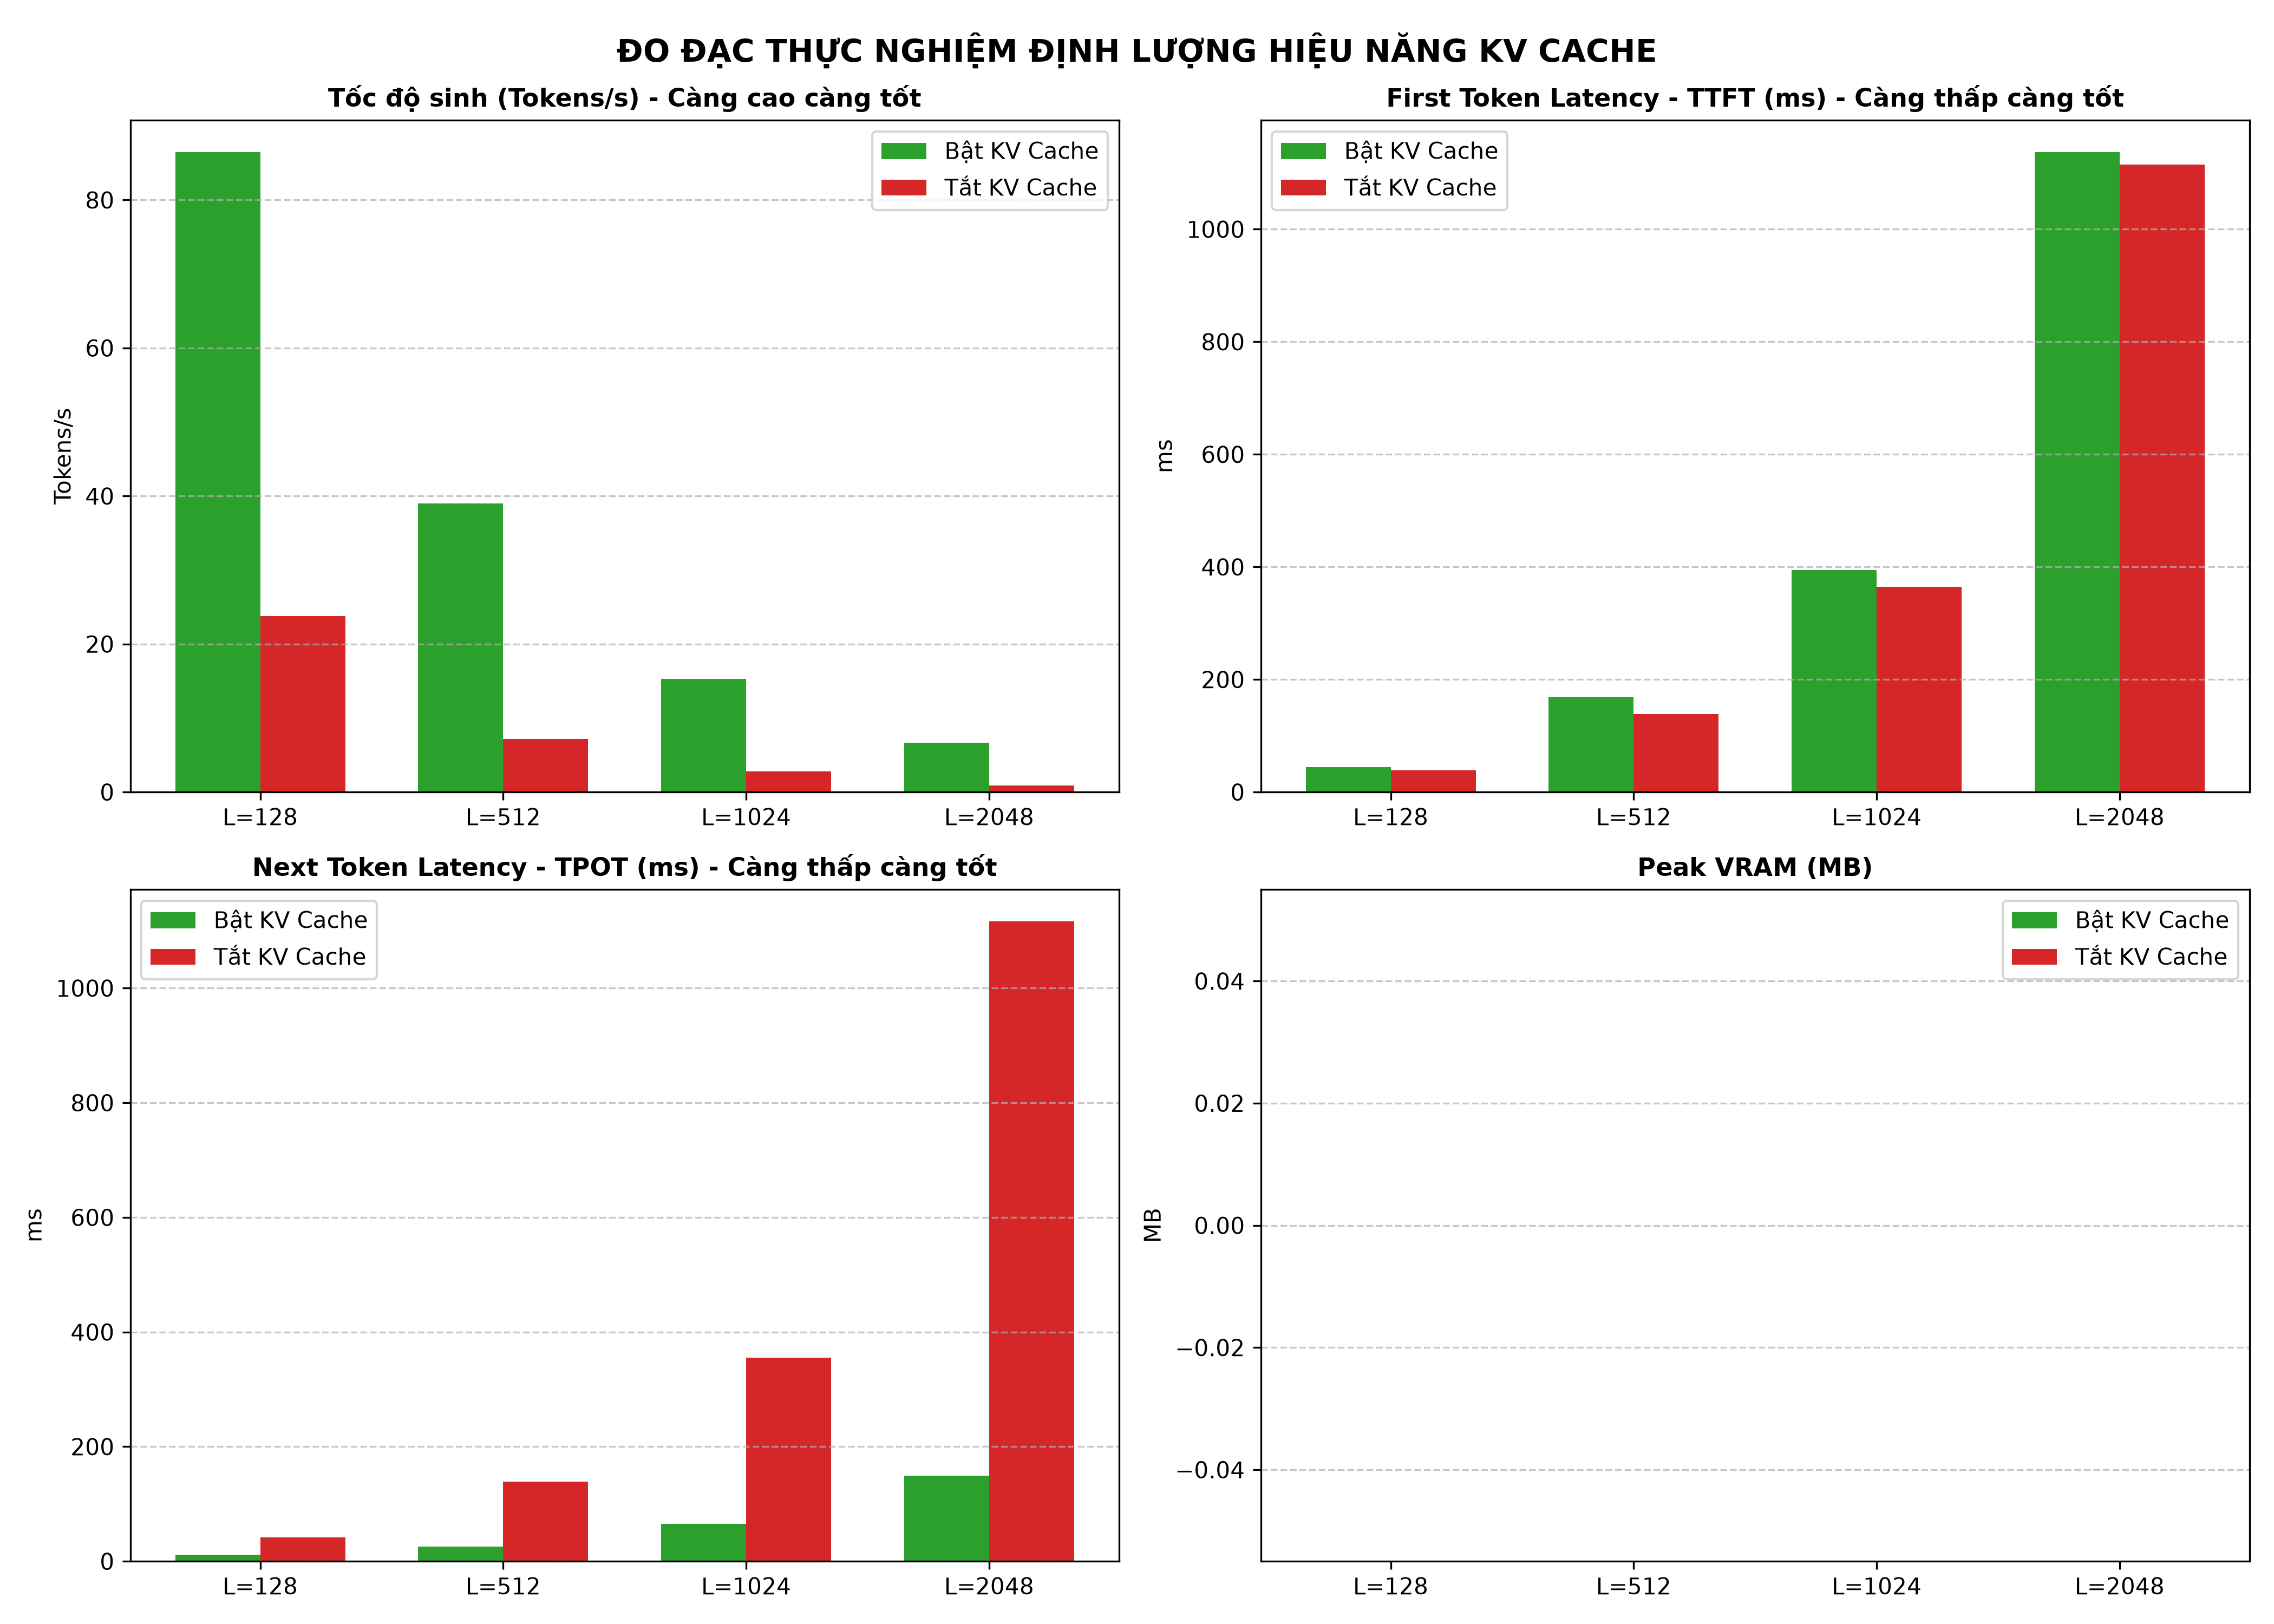 ĐO ĐẠC THỰC NGHIỆM ĐỊNH LƯỢNG HIỆU NĂNG KV CACHE
Tốc độ sinh (Tokens/s) - Càng cao càng tốt
Tokens/s
80
60
40
20
0
Bật KV Cache
Tắt KV Cache
L=128
L=512
L=1024
L=2048
First Token Latency - TTFT (ms) - Càng thấp càng tốt
ms
1000
800
600
400
200
0
Bật KV Cache
Tắt KV Cache
L=128
L=512
L=1024
L=2048
Next Token Latency - TPOT (ms) - Càng thấp càng tốt
ms
1000
800
600
400
200
0
Bật KV Cache
Tắt KV Cache
L=128
L=512
L=1024
L=2048
Peak VRAM (MB)
MB
0.04
0.02
0.00
−0.02
−0.04
Bật KV Cache
Tắt KV Cache
L=128
L=512
L=1024
L=2048